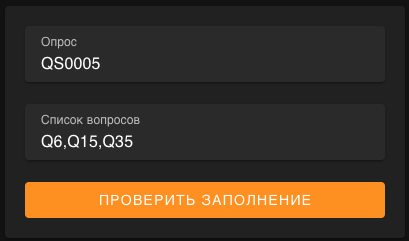 Опрос
QS0005
Список вопросов
Q6,Q15,Q35
ПРОВЕРИТЬ ЗАПОЛНЕНИЕ